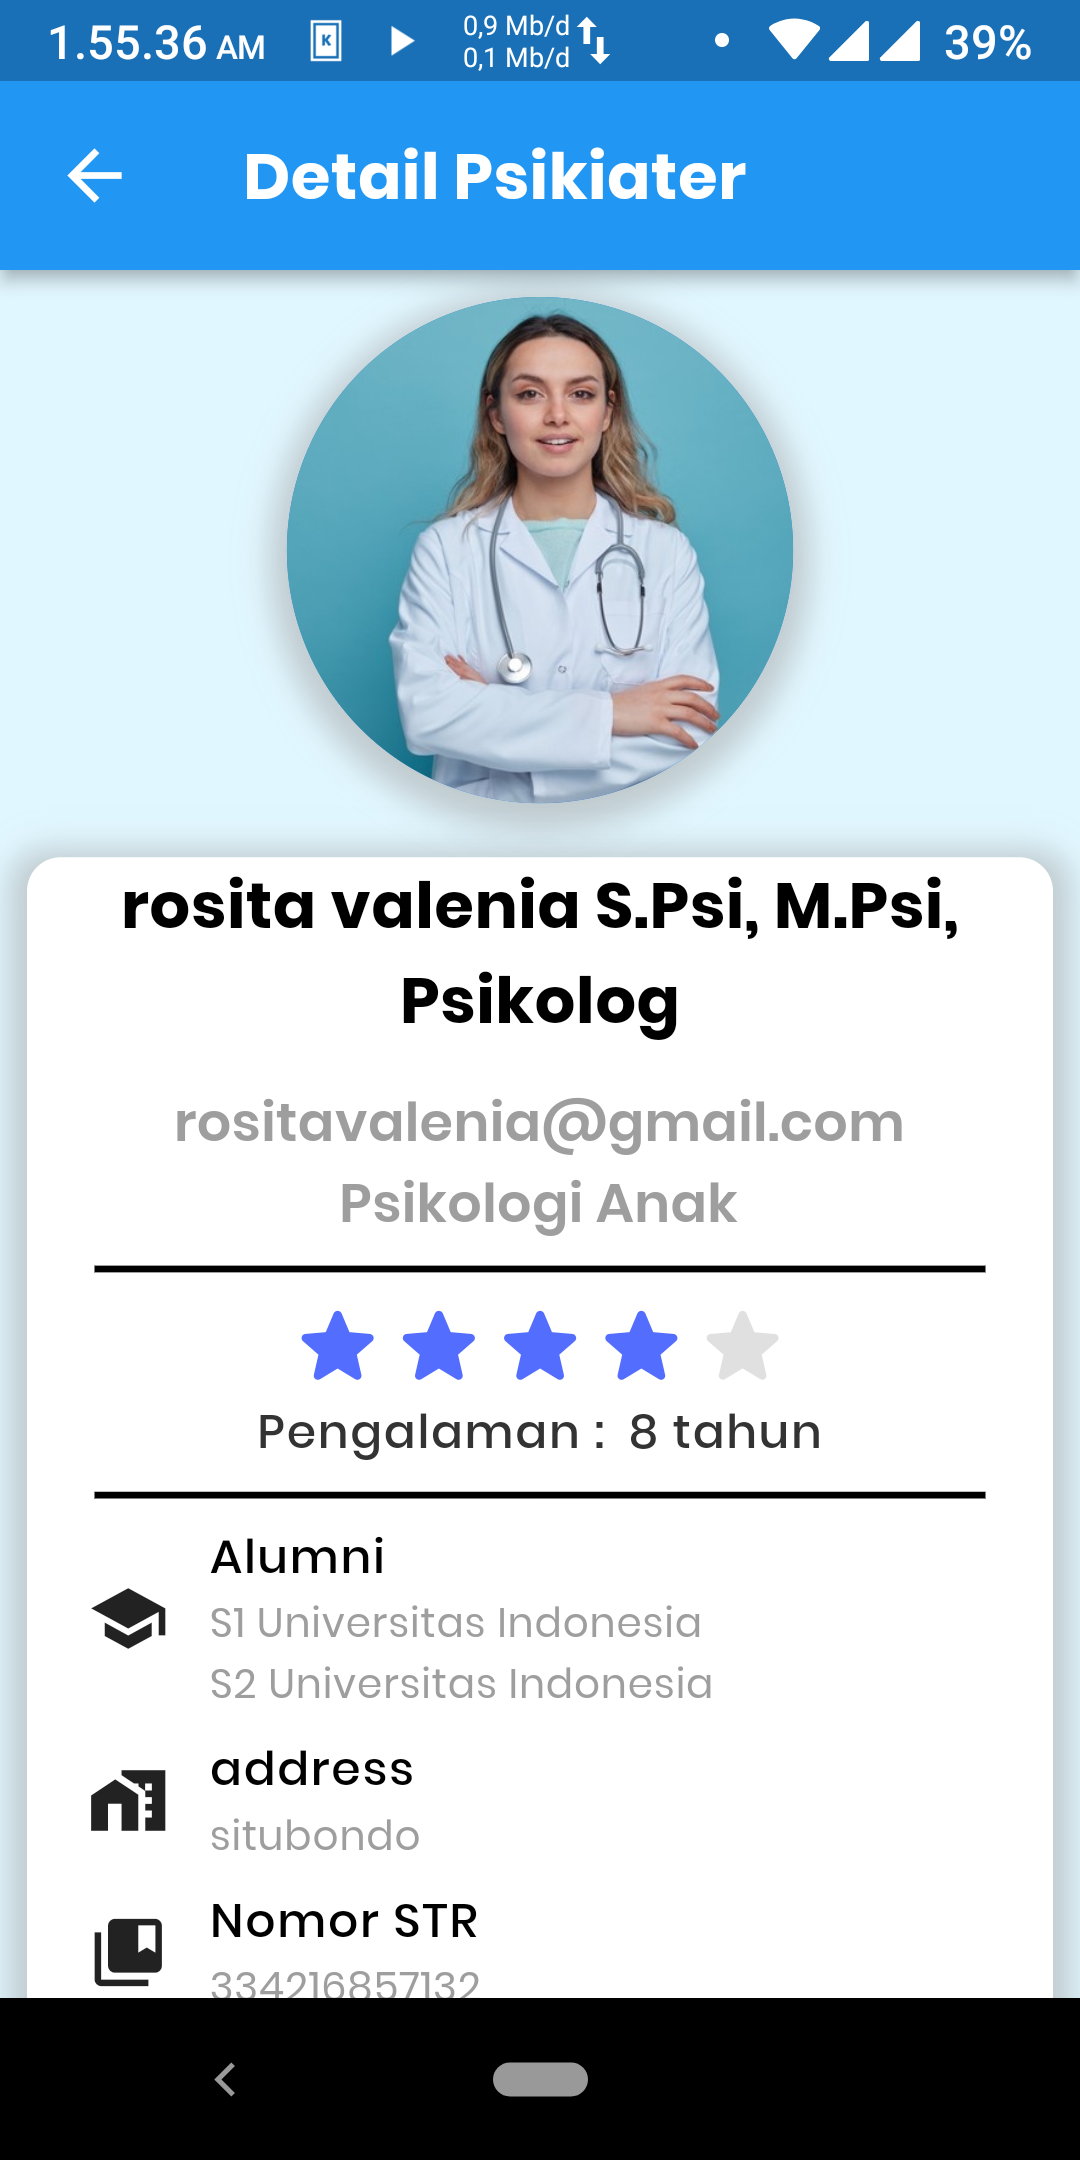 1.55.36 AM
K
0,9 Mb/d
0,1 Mb/d
39%
Detail Psikiater
rosita valenia S.Psi, M.Psi,
Psikolog
rositavalenia@gmail.com
Psikologi Anak
Pengalaman : 8 tahun
Alumni
S1 Universitas Indonesia
S2 Universitas Indonesia
address
situbondo
Nomor STR
334216857132